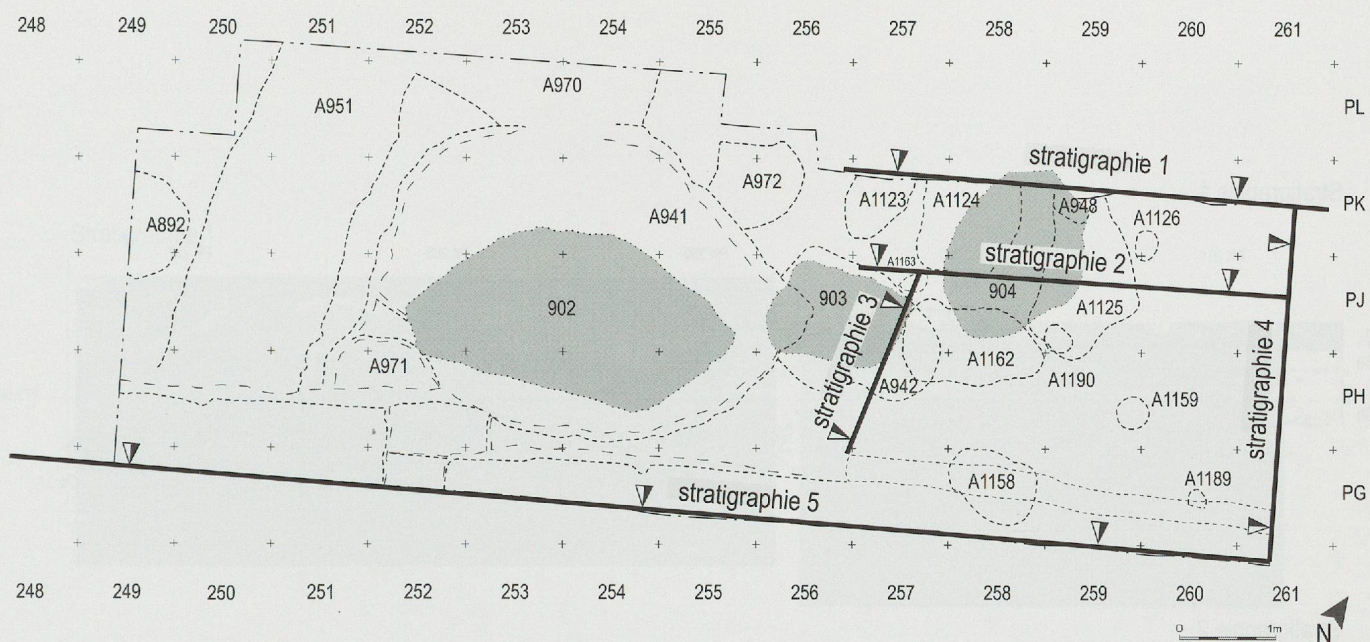 248 249 250 251 252 253 254 255 256 257 258 259 260 261
A970
A951
PL
stratigraphie 1
A972
A1123 A1124 A948
PK
A892
A941
A1126
A1163
stratigraphie 2
902
903
904
A1125
PJ
stratigraphie 3
stratigraphie 4
A971
A1162
A942
A1190
PH
A1159
A1158
A1189
PG
stratigraphie 5
248 249 250 251 252 253 254 255 256 257 258 259 260 261
0 1m
N